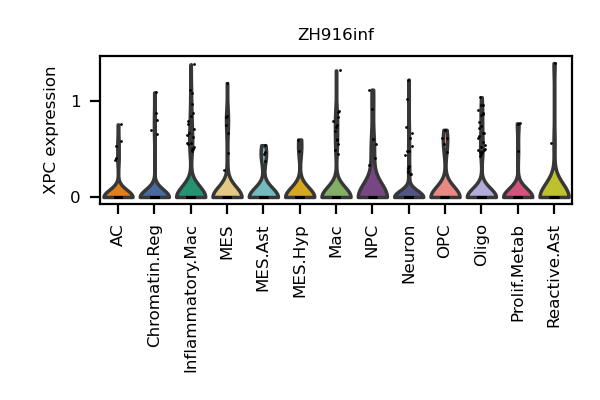 ZH916inf
XPC expression
1
0
AC
Chromatin.Reg
Inflammatory.Mac
MES
MES.Ast
MES.Hyp
Mac
NPC
Neuron
OPC
Oligo
Prolif.Metab
Reactive.Ast